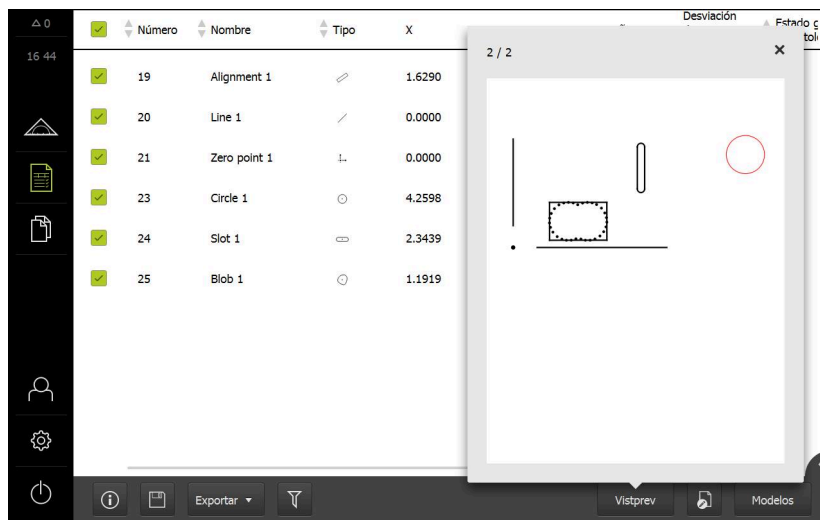 △ 0
16 44
Número
Nombre
Tipo
X
Desviación
Estado
19 Alignment 1 1.6290
20 Line 1 0.0000
21 Zero point 1 0.0000
23 Circle 1 4.2598
24 Slot 1 2.3439
25 Blob 1 1.1919
2 / 2
Exportar
Vistprev
Modelos